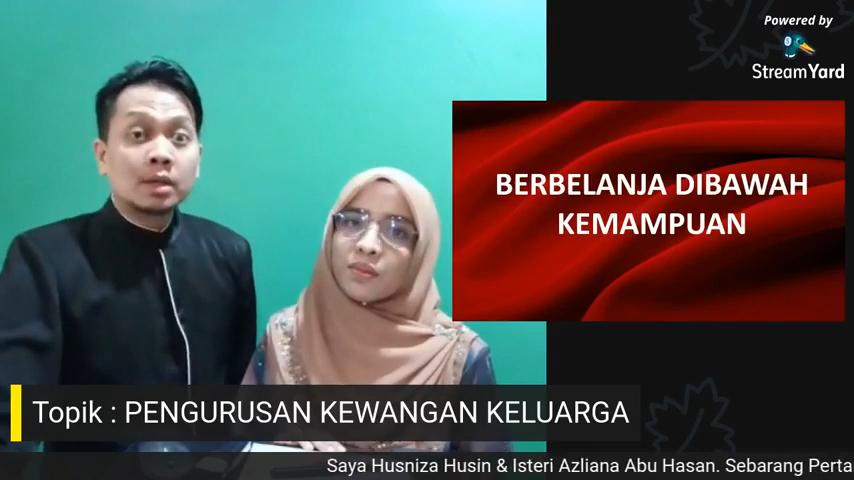 Powered by
StreamYard
BERBELANJA DIBAWAH
KEMAMPUAN
Topik : PENGURUSAN KEWANGAN KELUARGA
Saya Husniza Husin & Isteri Azliana Abu Hasan. Sebarang Perta